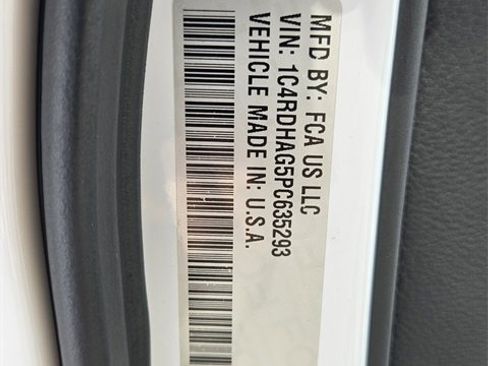 MFD BY: FCA US LLC
VIN: 1C4RDHAG5PC635293
VEHICLE MADE IN: U.S.A.